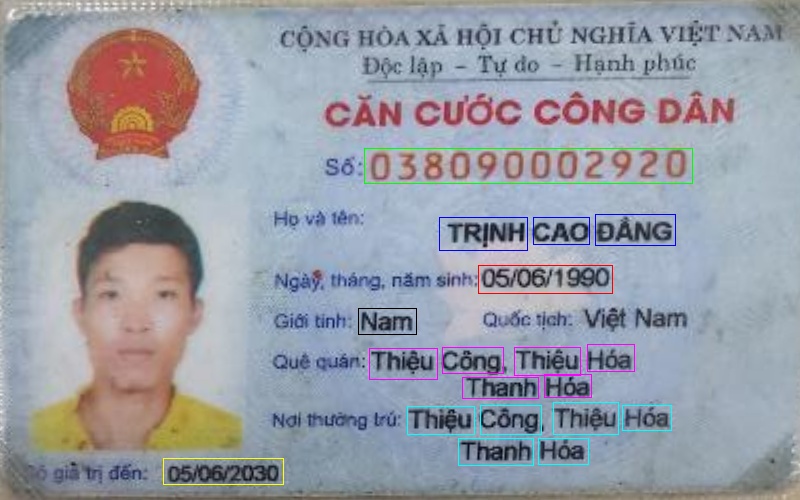 CỘNG HÒA XÃ HỘI CHỦ NGHĨA VIỆT NAM
Độc lập - Tự do - Hạnh phúc
CĂN CƯỚC CÔNG DÂN
Số: 038090002920
Họ và tên:
TRỊNH CAO ĐẲNG
Ngày, tháng, năm sinh: 05/06/1990
Giới tính: Nam Quốc tịch: Việt Nam
Quê quán: Thiệu Công, Thiệu Hóa
Thanh Hóa
Nơi thường trú: Thiệu Công, Thiệu Hóa
Thanh Hóa
Có giá trị đến: 05/06/2030